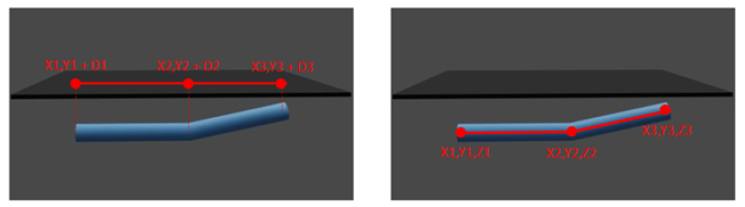 X1,Y1 + D1 X2,Y2 + D2 X3,Y3 + D3
X1,Y1,Z1 X2,Y2,Z2 X3,Y3,Z3